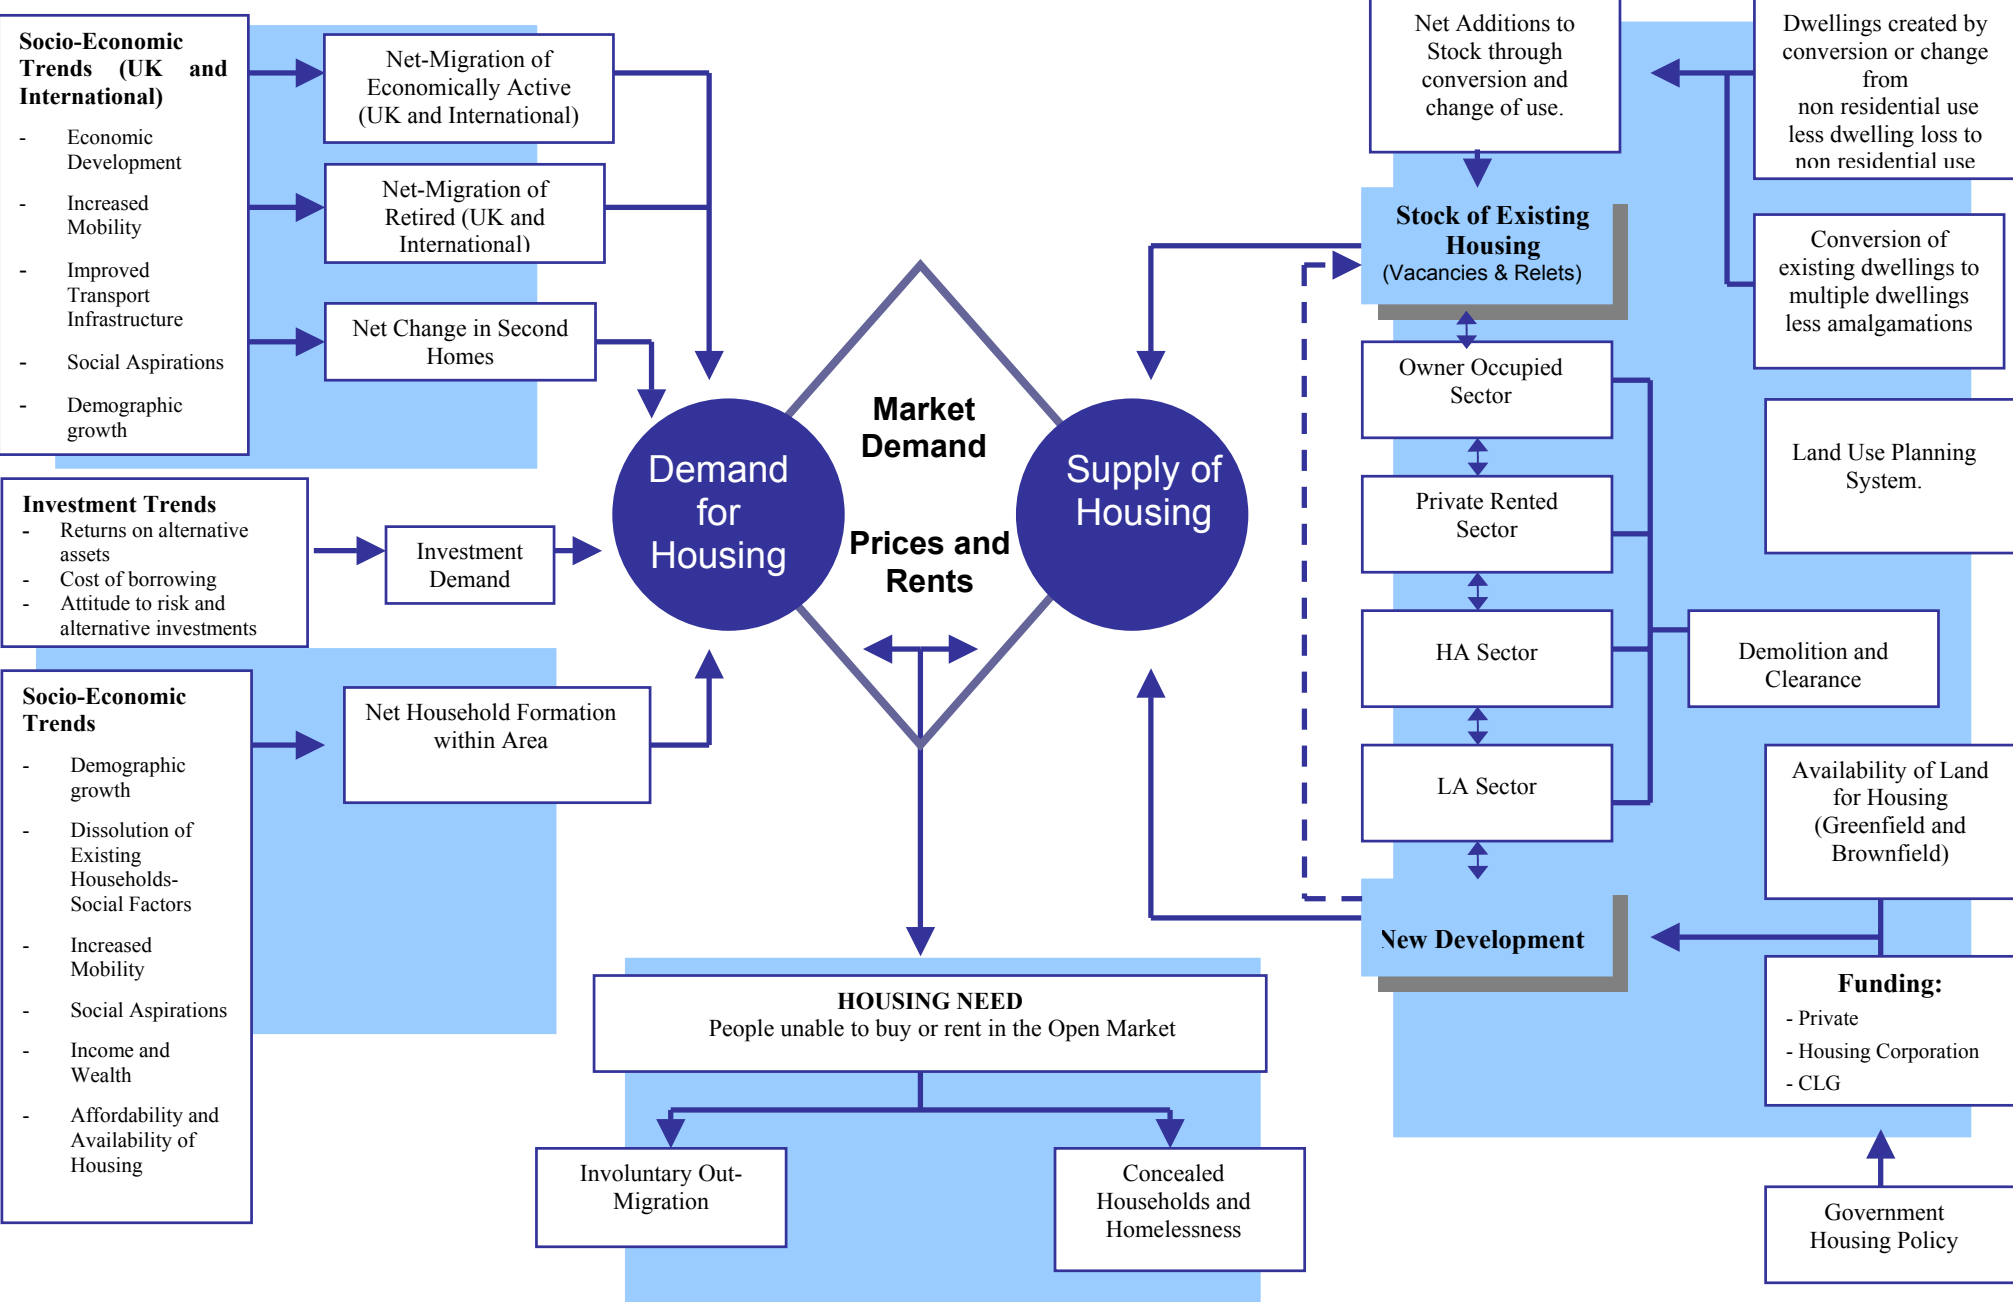 Socio-Economic
Trends (UK and
International)
- Economic
Development
- Increased
Mobility
- Improved
Transport
Infrastructure
- Social Aspirations
- Demographic
growth
Net-Migration of
Economically Active
(UK and International)
Net-Migration of
Retired (UK and
International)
Net Change in Second
Homes
Investment Trends
- Returns on alternative
assets
- Cost of borrowing
- Attitude to risk and
alternative investments
Investment
Demand
Socio-Economic
Trends
- Demographic
growth
- Dissolution of
Existing
Households-
Social Factors
- Increased
Mobility
- Social Aspirations
- Income and
Wealth
- Affordability and
Availability of
Housing
Net Household Formation
within Area
Demand
for
Housing
Market
Demand
Prices and
Rents
Supply of
Housing
HOUSING NEED
People unable to buy or rent in the Open Market
Involuntary Out-
Migration
Concealed
Households and
Homelessness
Net Additions to
Stock through
conversion and
change of use.
Stock of Existing
Housing
(Vacancies & Relets)
Owner Occupied
Sector
Private Rented
Sector
HA Sector
LA Sector
New Development
Dwellings created by
conversion or change
from
non residential use
less dwelling loss to
non residential use
Conversion of
existing dwellings to
multiple dwellings
less amalgamations
Land Use Planning
System.
Demolition and
Clearance
Availability of Land
for Housing
(Greenfield and
Brownfield)
Funding:
- Private
- Housing Corporation
- CLG
Government
Housing Policy